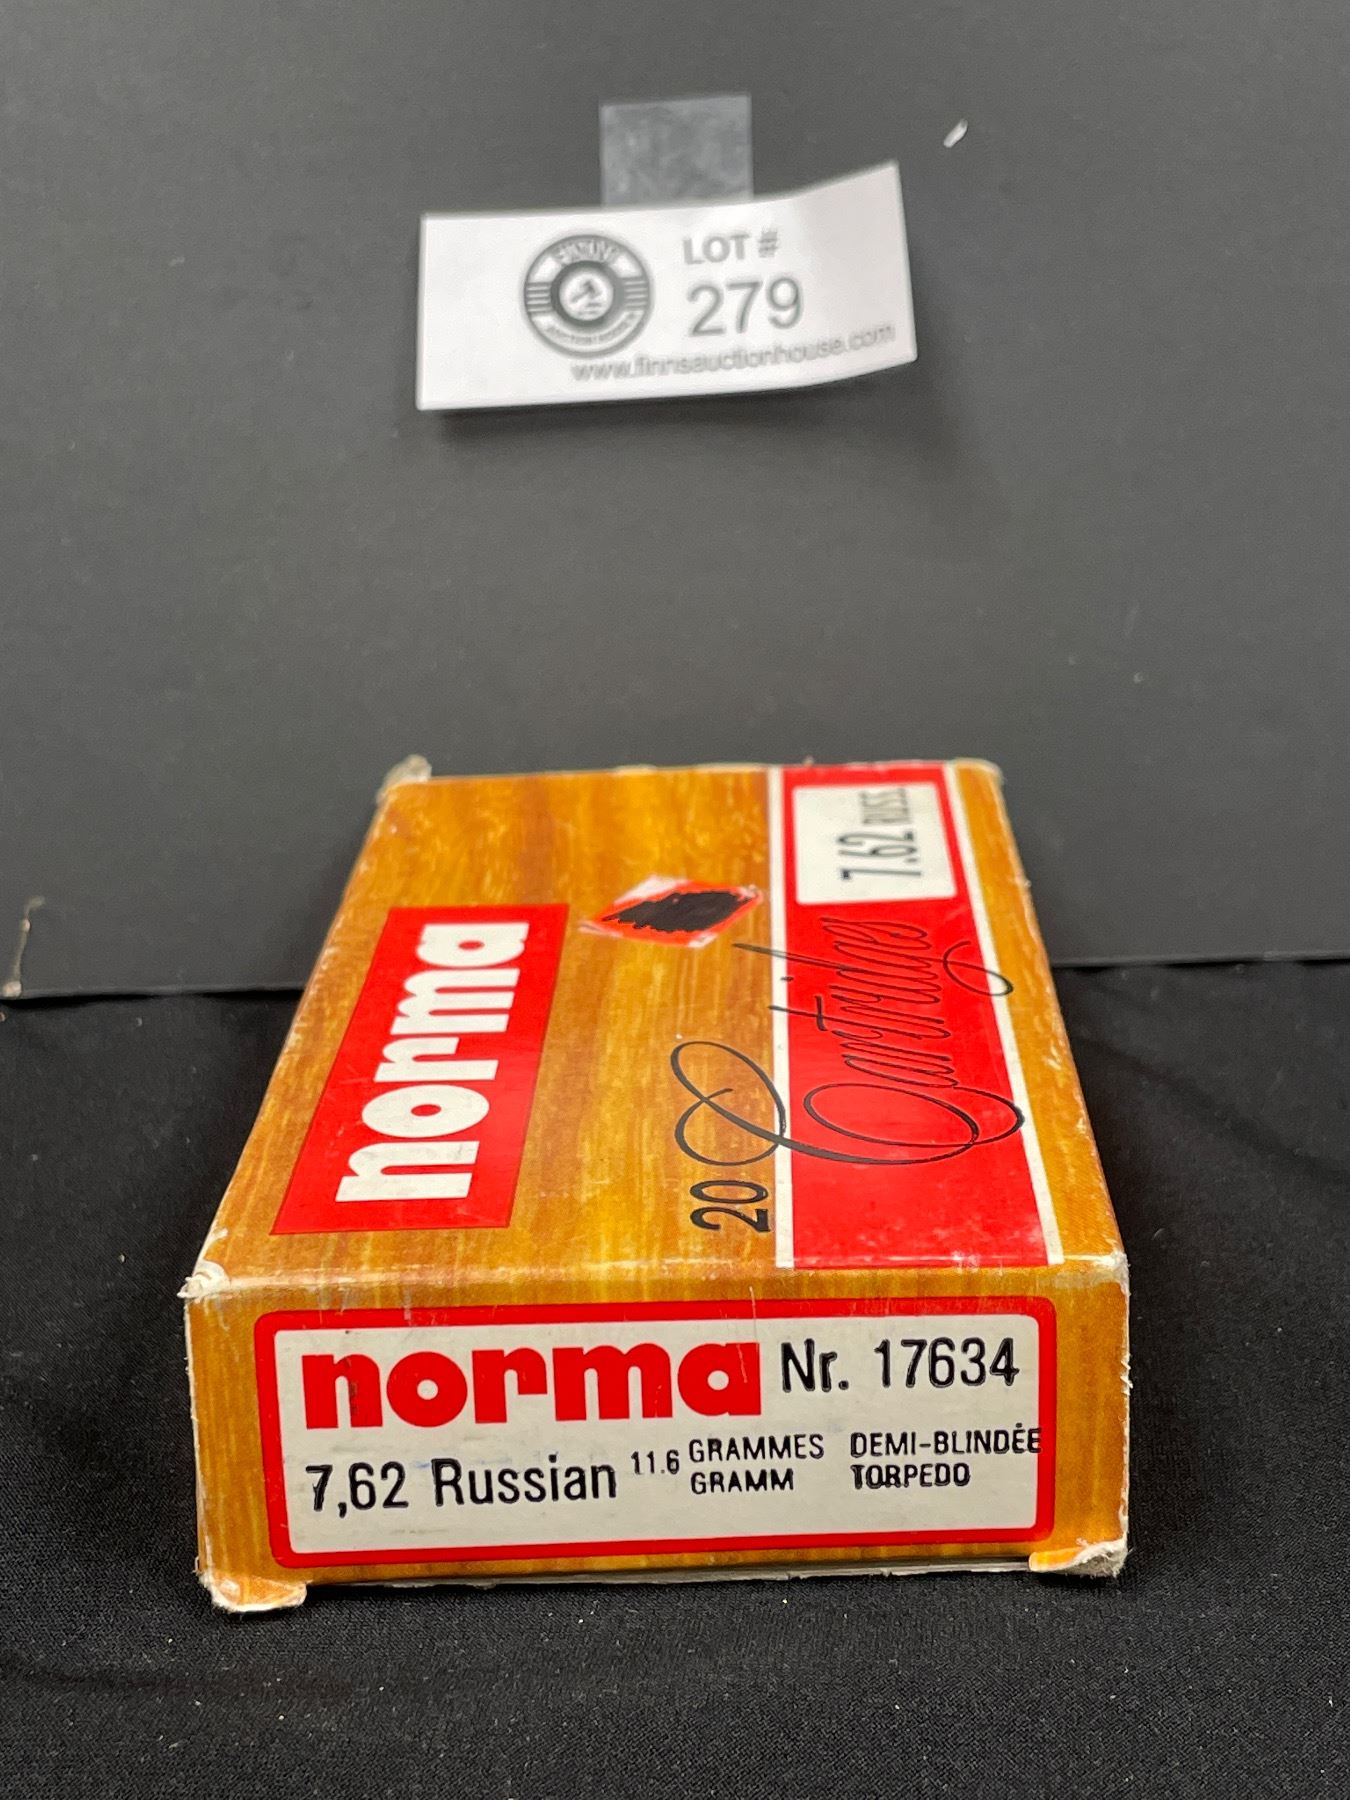 LOT #
279
www.finnsauctionhouse.com
7.62 RUSS.
norma
20 Cartridges
norma Nr. 17634
7,62 Russian 11.6 GRAMMES DEMI-BLINDÉE
GRAMM TORPEDO